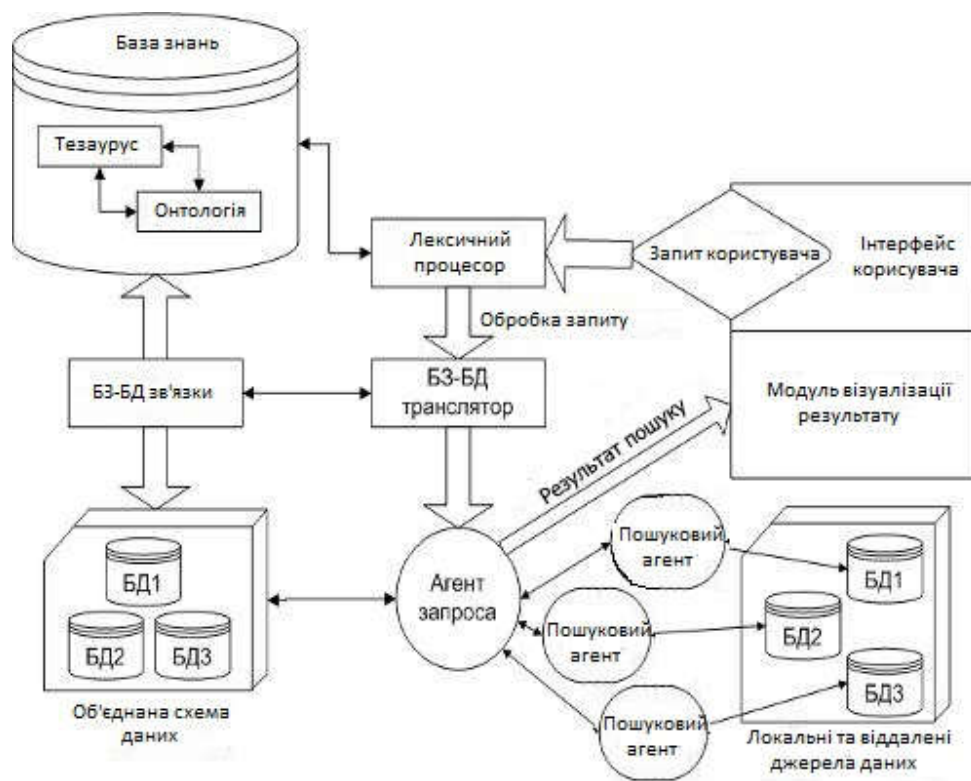 База знань
Тезаурус
Онтологія
Лексичний
процесор
Запит користувача
Інтерфейс
корисувача
Обробка запиту
БЗ-БД зв'язки
БЗ-БД
транслятор
Модуль візуалізації
результату
Результат пошуку
Пошуковий
агент
БД1
БД2
БД3
Агент
запроса
Пошуковий
агент
Пошуковий
агент
БД1
БД2
БД3
Об'єднана схема
даних
Локальні та віддалені
джерела даних